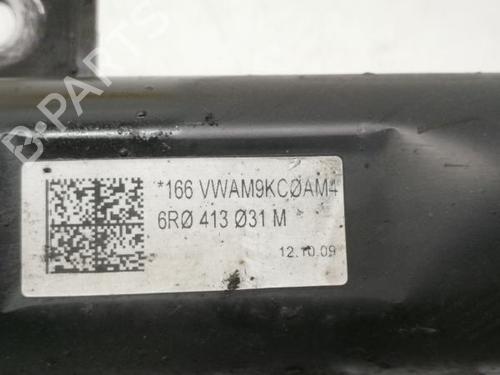 B-PARTS
*166 VWAM9KCØAM4
6RØ 413 Ø31 M
12.10.09